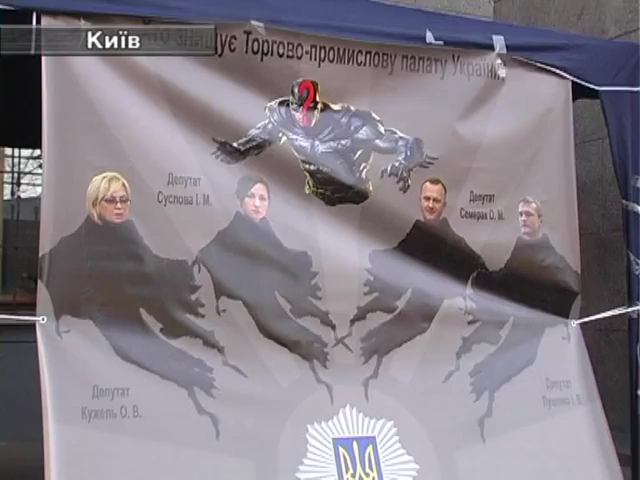 Київ
знищує Торгово-промислову палату України
?
Депутат
Суслова І. М.
Депутат
Семерак О. М.
Депутат
Кужель О. В.
Депутат